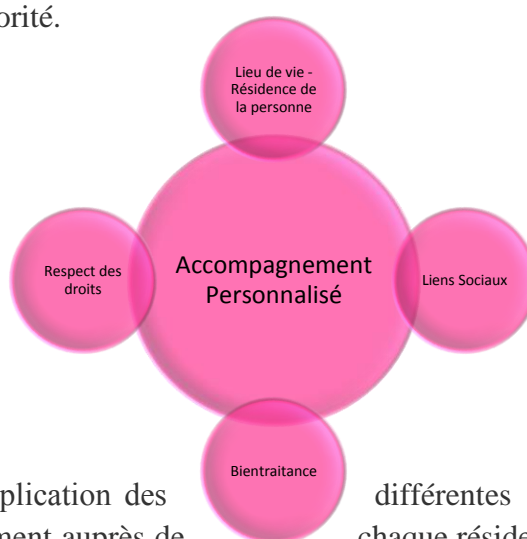 orité.
Lieu de vie -
Résidence de
la personne
Respect des
droits
Accompagnement
Personnalisé
Liens Sociaux
Bientraitance
plication des différentes
ment auprès de chaque réside